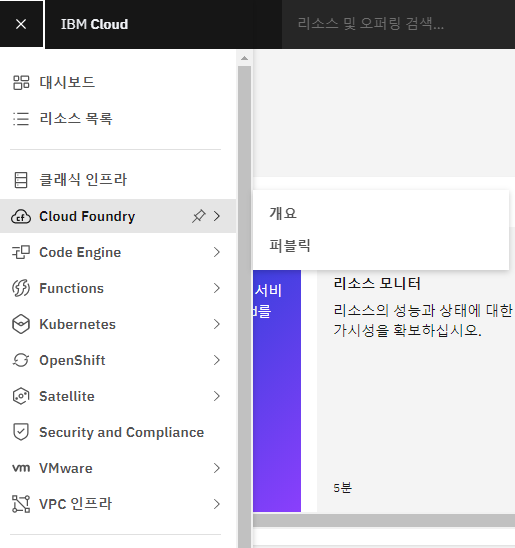 IBM Cloud
리소스 및 오퍼링 검색...
대시보드
리소스 목록
클래식 인프라
Cloud Foundry
Code Engine
Functions
Kubernetes
OpenShift
Satellite
Security and Compliance
VMware
VPC 인프라
개요
퍼블릭
서비
를
리소스 모니터
리소스의 성능과 상태에 대한
가시성을 확보하십시오.
5분